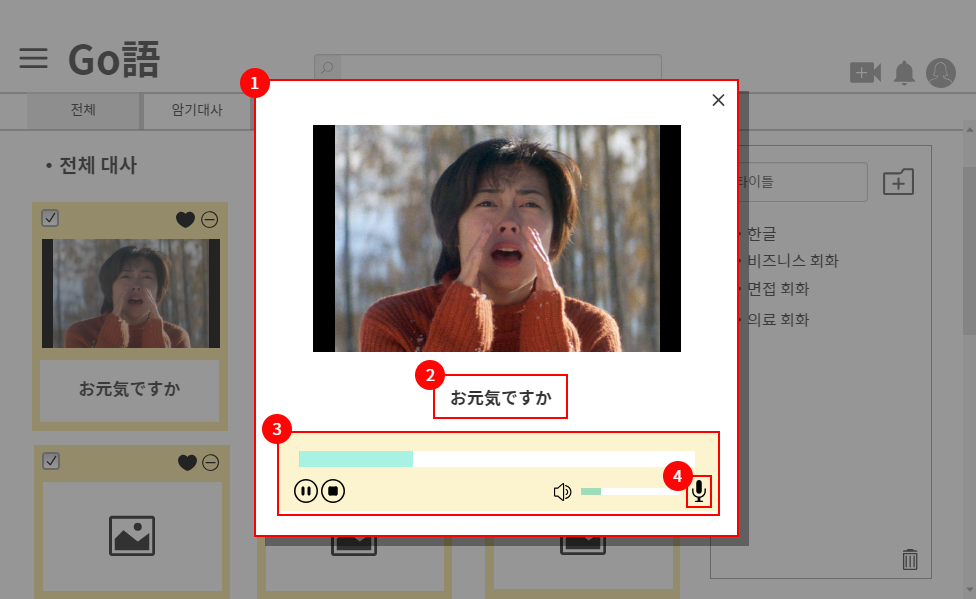 Go語
전체
암기대사
• 전체 대사
お元気ですか
1
2
お元気ですか
3
4
타이틀
• 한글
• 비즈니스 회화
• 면접 회화
• 의료 회화